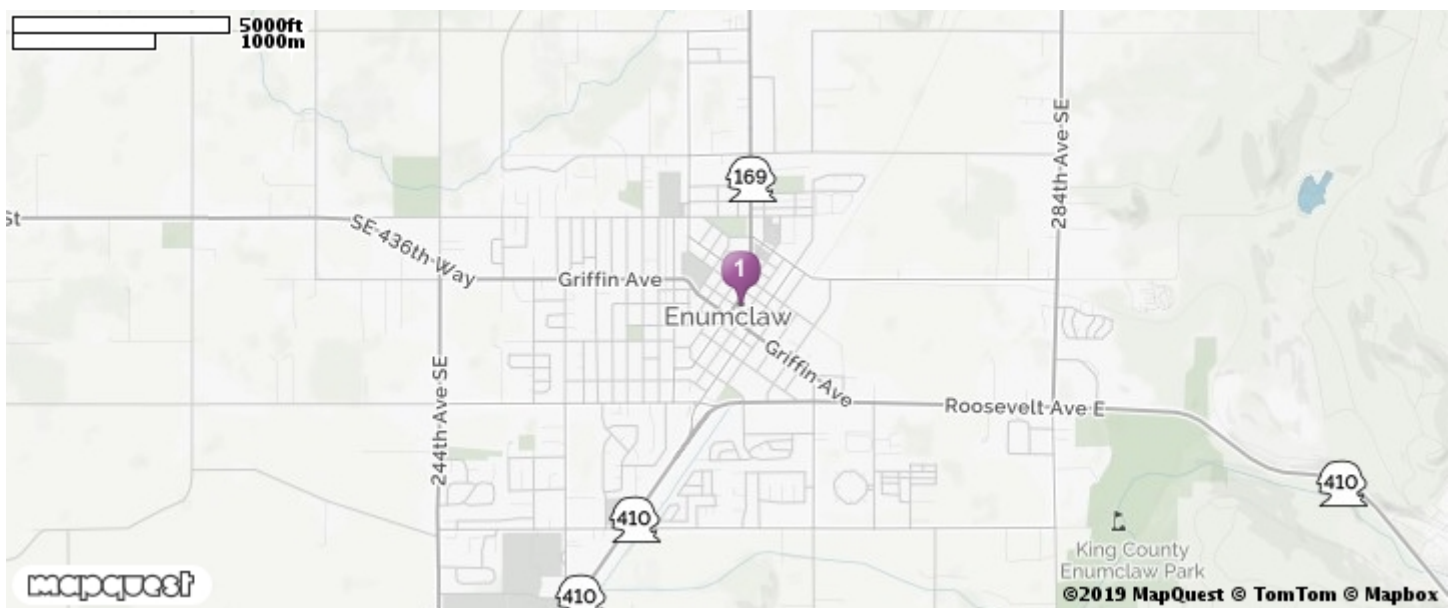 5000ft
1000m
169
284th Ave SE
St
SE 436th Way
Griffin Ave
1
Enumclaw
Griffin Ave
244th Ave SE
Roosevelt Ave E
410
410
410
King County
Enumclaw Park
mapquest
©2019 MapQuest © TomTom © Mapbox